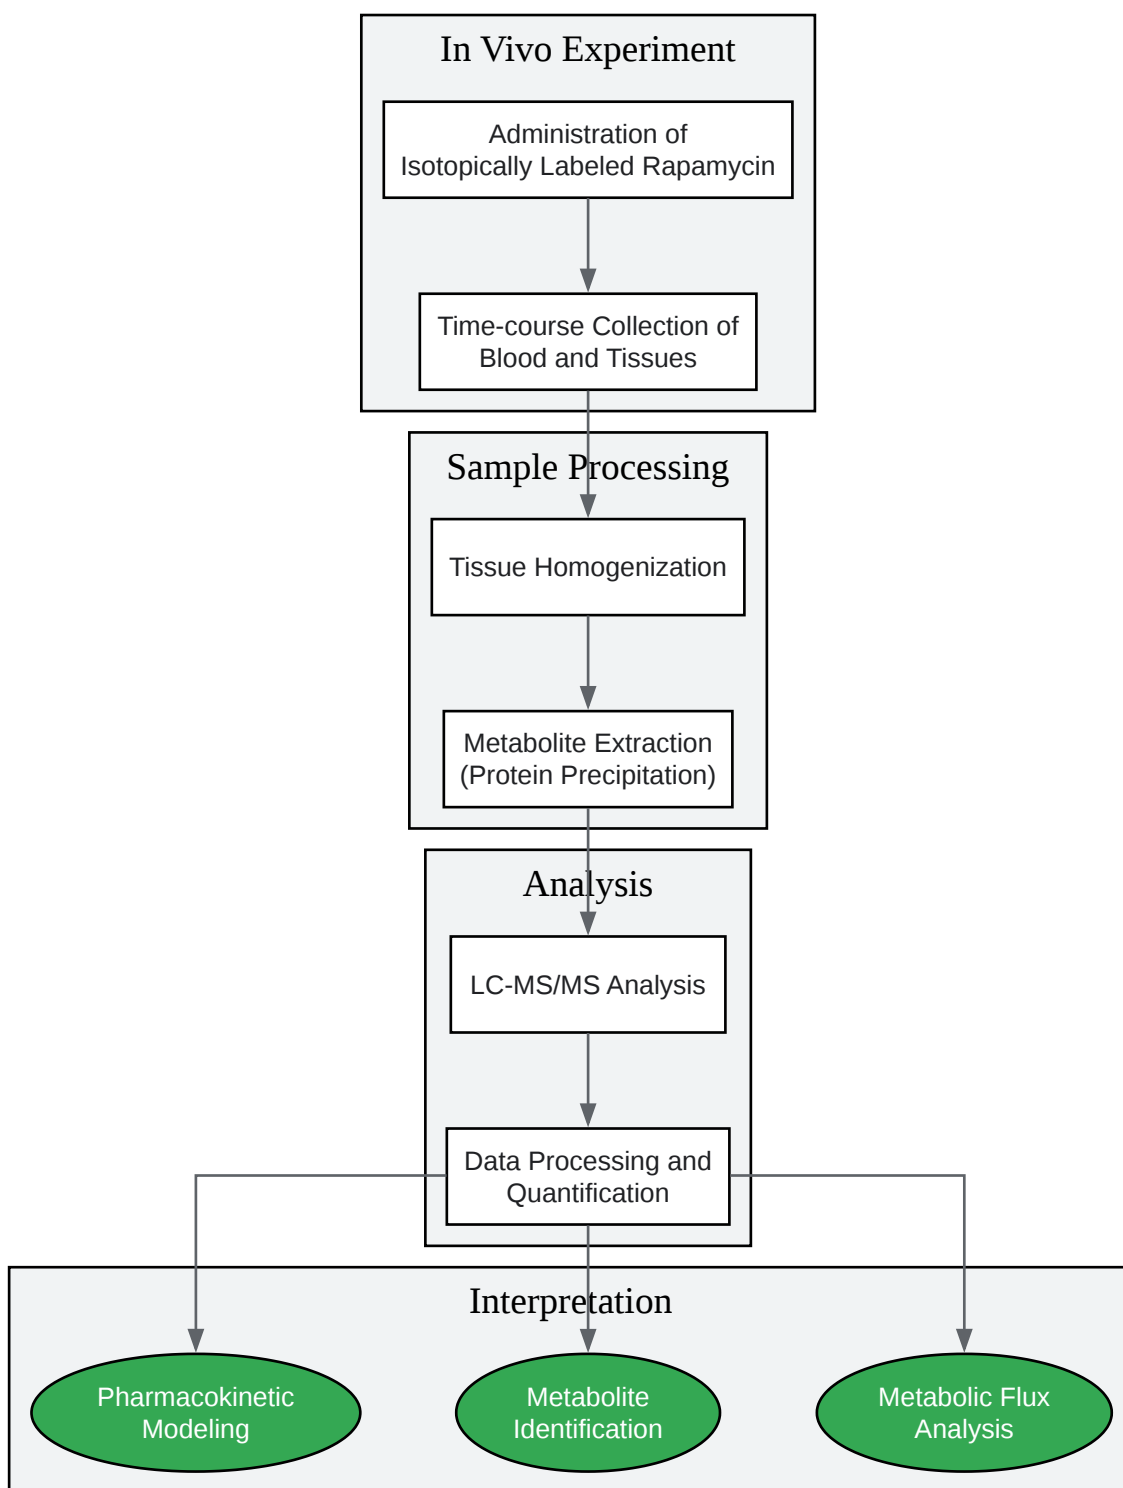 In Vivo Experiment
Administration of
Isotopically Labeled Rapamycin
Time-course Collection of
Blood and Tissues
Sample Processing
Tissue Homogenization
Metabolite Extraction
(Protein Precipitation)
Analysis
LC-MS/MS Analysis
Data Processing and
Quantification
Interpretation
Pharmacokinetic
Modeling
Metabolite
Identification
Metabolic Flux
Analysis